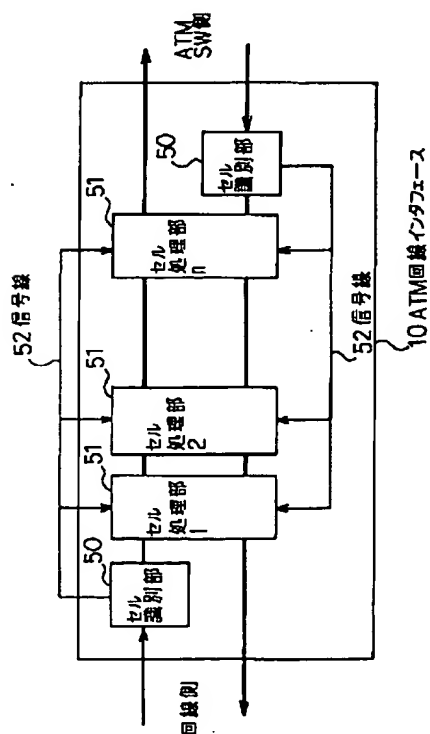 52信号線
回線側
50
セル
識別部
51
セル
処理部
1
51
セル
処理部
2
51
セル
処理部
n
50
セル
識別部
ATM
SW側
52信号線
10 ATM回線インタフェース